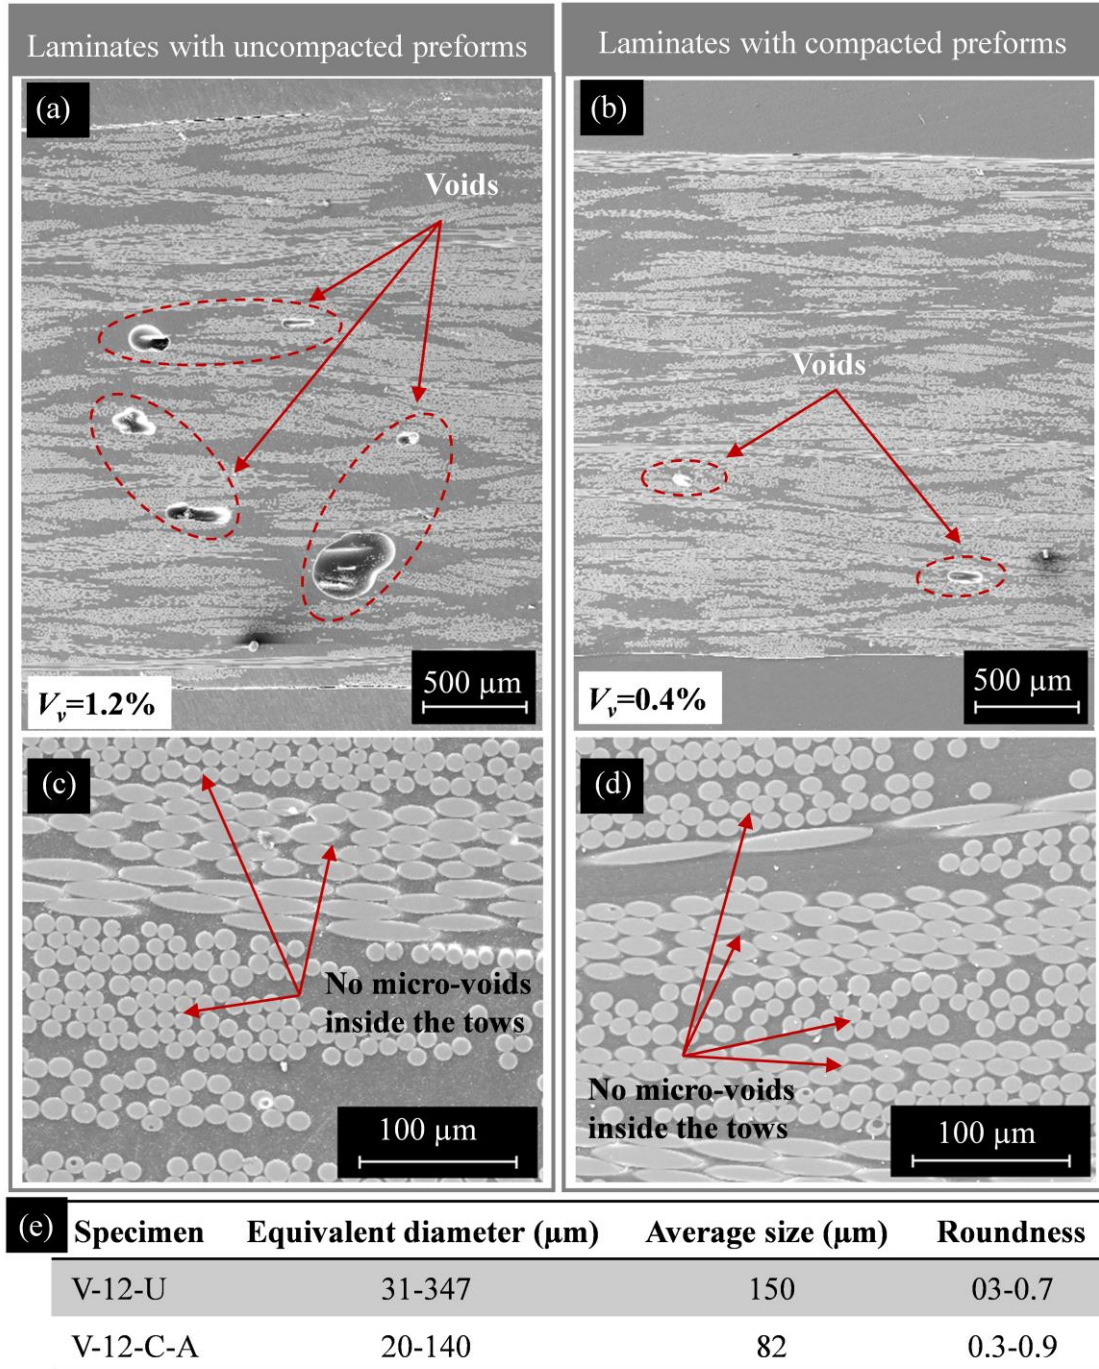 Laminates with uncompacted preforms
Laminates with compacted preforms
(a)
Voids
500 µm
Vv=1.2%
(b)
Voids
500 µm
Vv=0.4%
(c)
No micro-voids
inside the tows
100 µm
(d)
No micro-voids
inside the tows
100 µm
(e)
Specimen Equivalent diameter (µm) Average size (µm) Roundness
V-12-U 31-347 150 03-0.7
V-12-C-A 20-140 82 0.3-0.9